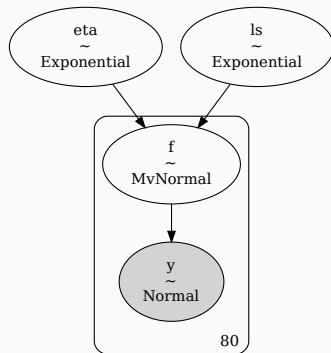 eta
~
Exponential
ls
~
Exponential
f
~
MvNormal
y
~
Normal
80